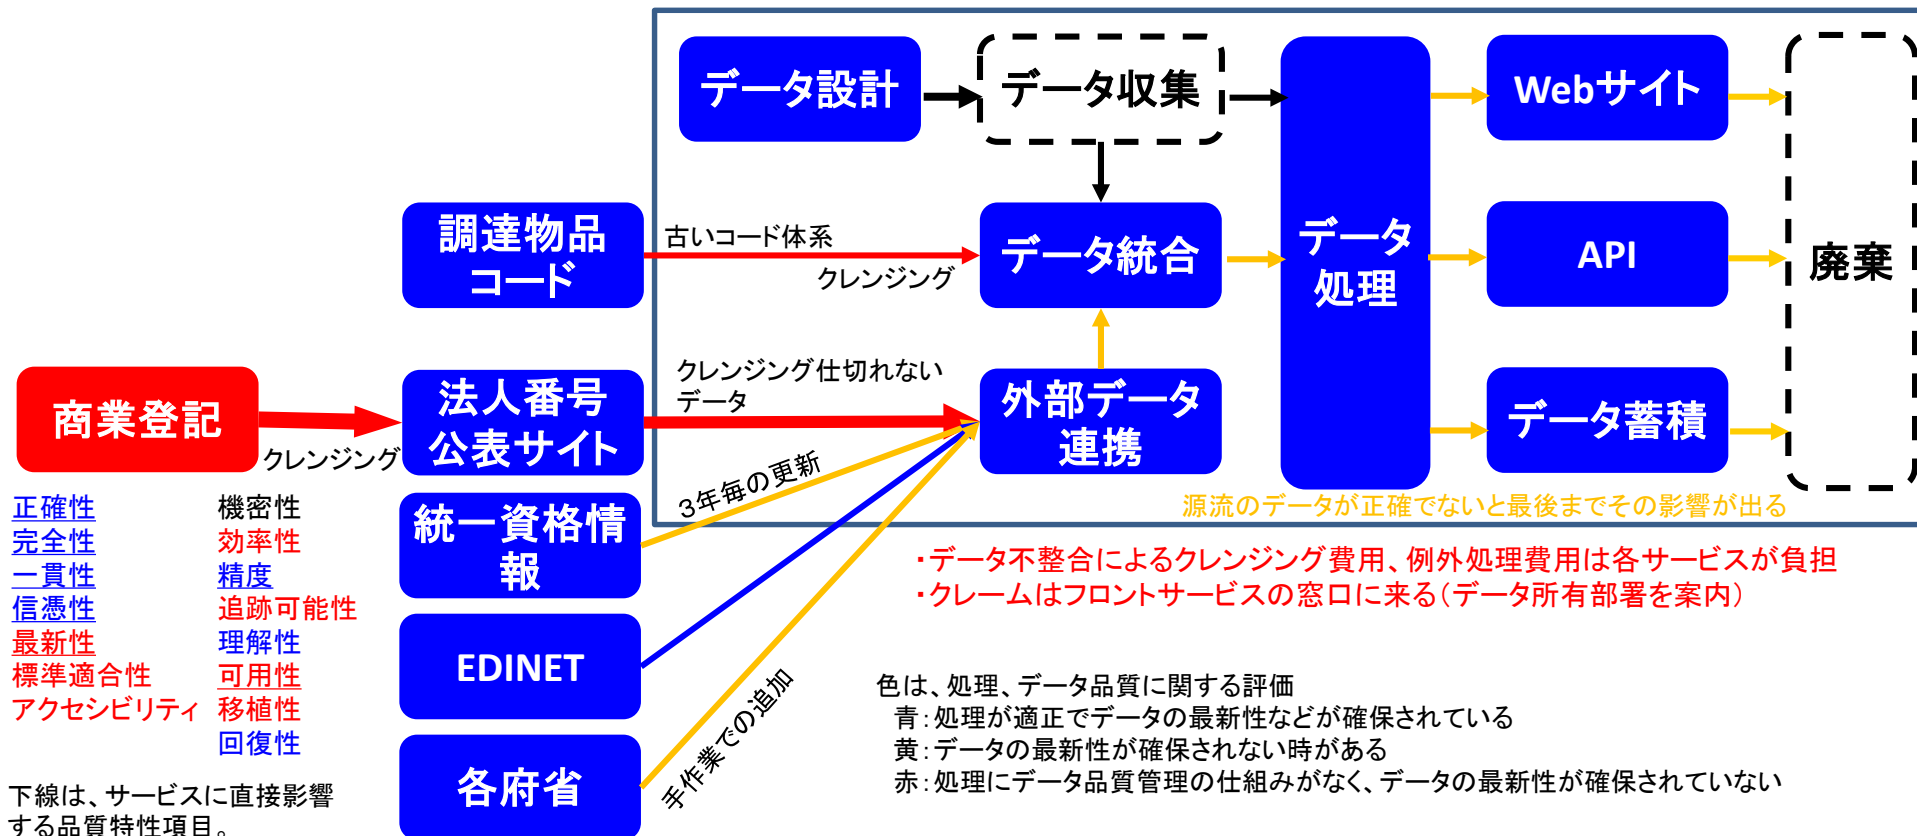 データ設計
データ収集
Webサイト
調達物品
コード
古いコード体系
クレンジング
データ統合
データ
処理
API
廃棄
商業登記
クレンジング
法人番号
公表サイト
クレンジング仕切れない
データ
外部データ
連携
データ蓄積
3年毎の更新
源流のデータが正確でないと最後までその影響が出る
統一資格情
報
EDINET
各府省
手作業での追加
・データ不整合によるクレンジング費用、例外処理費用は各サービスが負担
・クレームはフロントサービスの窓口に来る(データ所有部署を案内)
正確性
完全性
一貫性
信憑性
最新性
標準適合性
アクセシビリティ
機密性
効率性
精度
追跡可能性
理解性
可用性
移植性
回復性
下線は、サービスに直接影響
する品質特性項目。
色は、処理、データ品質に関する評価
青:処理が適正でデータの最新性などが確保されている
黄:データの最新性が確保されない時がある
赤:処理にデータ品質管理の仕組みがなく、データの最新性が確保されていない